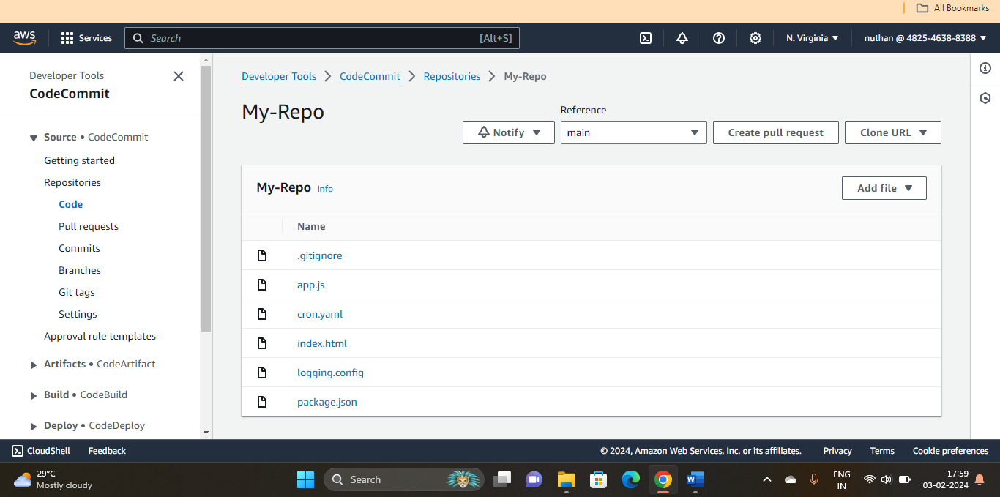 All Bookmarks
aws
Services
Search
[Alt+S]
N. Virginia
nuthan @ 4825-4638-8388
Developer Tools
CodeCommit
Source • CodeCommit
Getting started
Repositories
Code
Pull requests
Commits
Branches
Git tags
Settings
Approval rule templates
Artifacts • CodeArtifact
Build • CodeBuild
Deploy • CodeDeploy
Developer Tools
CodeCommit
Repositories
My-Repo
My-Repo
Reference
Notify
main
Create pull request
Clone URL
My-Repo Info
Add file
Name
.gitignore
app.js
cron.yaml
index.html
logging.config
package.json
CloudShell
Feedback
© 2024, Amazon Web Services, Inc. or its affiliates.
Privacy
Terms
Cookie preferences
29°C
Mostly cloudy
Search
ENG
IN
17:59
03-02-2024